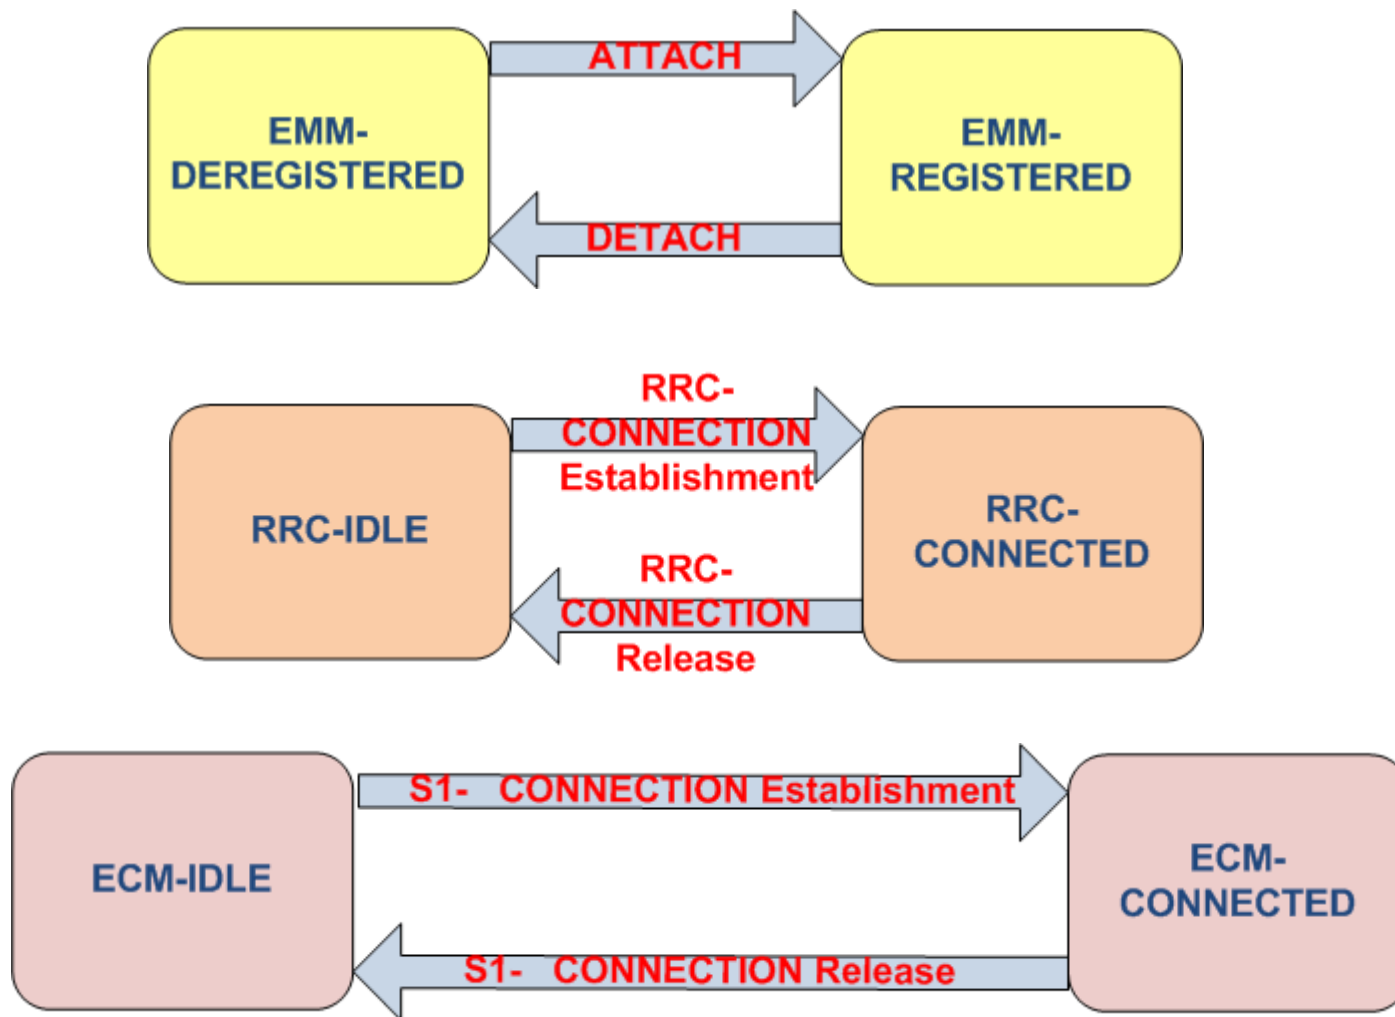 ATTACH
EMM-
DEREGISTERED
EMM-
REGISTERED
DETACH
RRC-
CONNECTION
Establishment
RRC-IDLE
RRC-
CONNECTED
RRC-
CONNECTION
Release
S1- CONNECTION Establishment
ECM-IDLE
ECM-
CONNECTED
S1- CONNECTION Release